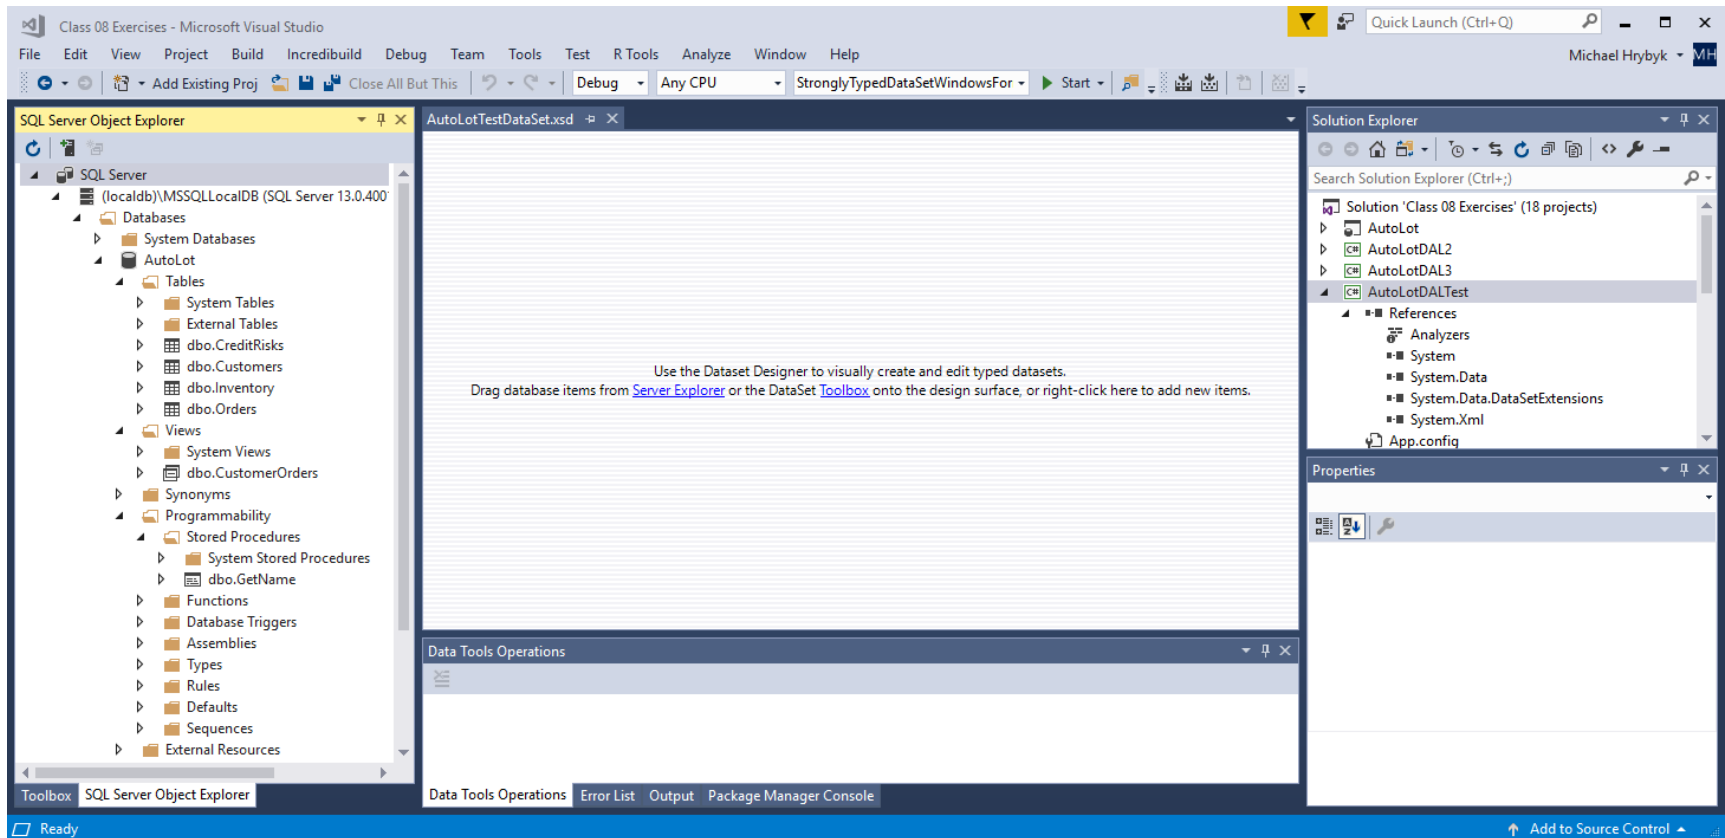 Class 08 Exercises - Microsoft Visual Studio
Quick Launch (Ctrl+Q)
File Edit View Project Build Incredibuild Debug Team Tools Test R Tools Analyze Window Help
Michael Hrybyk MH
Add Existing Proj Close All But This Debug Any CPU StronglyTypedDataSetWindowsFor Start
SQL Server Object Explorer
SQL Server
(localdb)\MSSQLLocalDB (SQL Server 13.0.400
Databases
System Databases
AutoLot
Tables
System Tables
External Tables
dbo.CreditRisks
dbo.Customers
dbo.Inventory
dbo.Orders
Views
System Views
dbo.CustomerOrders
Synonyms
Programmability
Stored Procedures
System Stored Procedures
dbo.GetName
Functions
Database Triggers
Assemblies
Types
Rules
Defaults
Sequences
External Resources
Toolbox SQL Server Object Explorer
AutoLotTestDataSet.xsd
Use the Dataset Designer to visually create and edit typed datasets.
Drag database items from Server Explorer or the DataSet Toolbox onto the design surface, or right-click here to add new items.
Data Tools Operations
Data Tools Operations Error List Output Package Manager Console
Solution Explorer
Search Solution Explorer (Ctrl+;)
Solution 'Class 08 Exercises' (18 projects)
AutoLot
C# AutoLotDAL2
C# AutoLotDAL3
C# AutoLotDALTest
References
Analyzers
System
System.Data
System.Data.DataSetExtensions
System.Xml
App.config
Properties
Ready
Add to Source Control